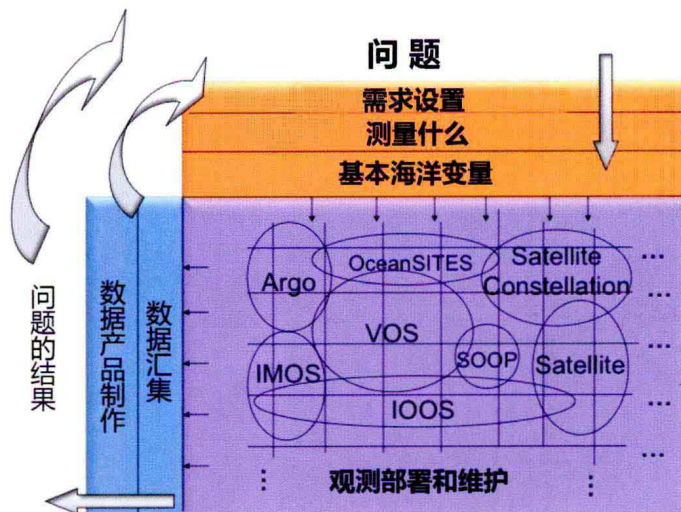 问题
需求设置
测量什么
基本海洋变量
Argo
OceanSITES
Satellite
Constellation
...
...
VOS
...
IMOS
SOOP
Satellite
IOOS
...
...
观测部署和维护
数据汇集
数据产品制作
问题的结果